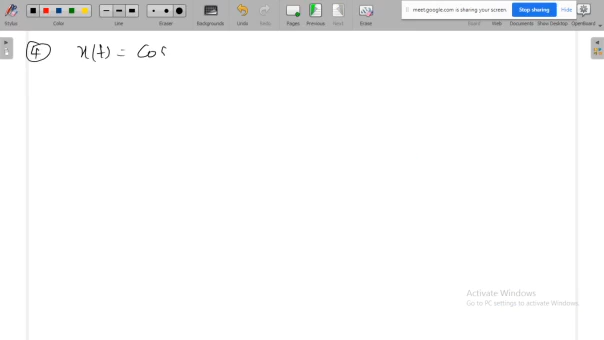 meet.google.com is sharing your screen.
Stop sharing
Hide
Stylus
Color
Line
Eraser
Backgrounds
Undo
Redo
Pages
Previous
Next
Erase
Board
Web
Documents
Show Desktop
OpenBoard
④ x(t) = Cos
Activate Windows
Go to PC settings to activate Windows.